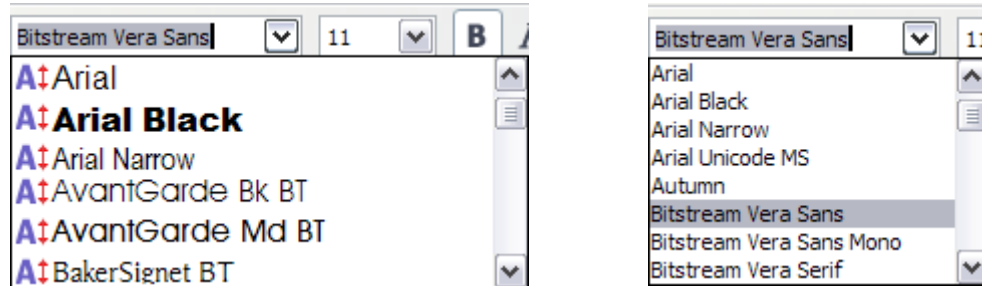 Bitstream Vera Sans 11 B
Arial
Arial Black
Arial Narrow
AvantGarde Bk BT
AvantGarde Md BT
BakerSignet BT
Bitstream Vera Sans 11
Arial
Arial Black
Arial Narrow
Arial Unicode MS
Autumn
Bitstream Vera Sans
Bitstream Vera Sans Mono
Bitstream Vera Serif